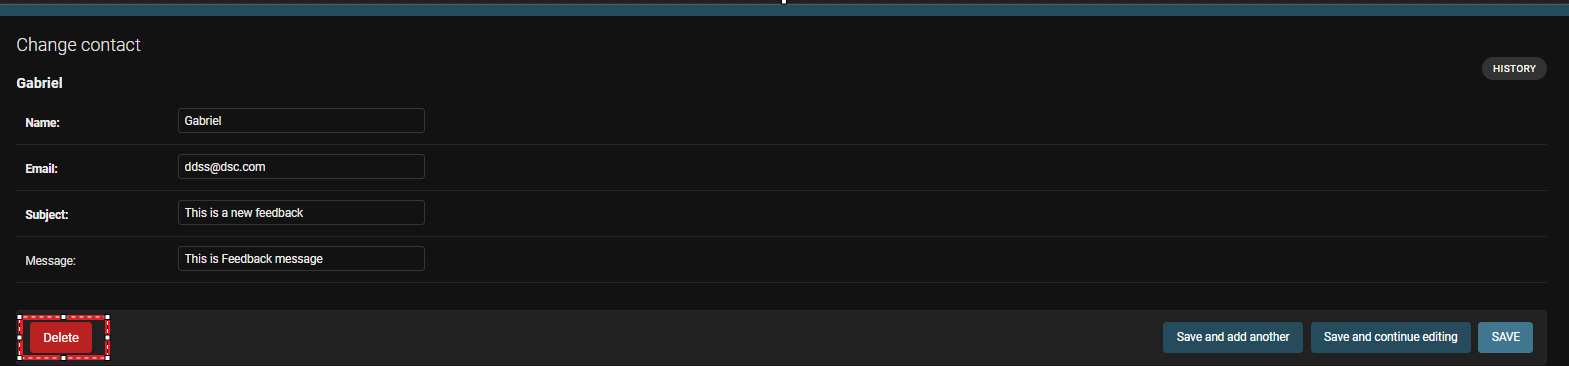 Change contact
Gabriel
HISTORY
Name: Gabriel
Email: ddss@dsc.com
Subject: This is a new feedback
Message: This is Feedback message
Delete Save and add another Save and continue editing SAVE